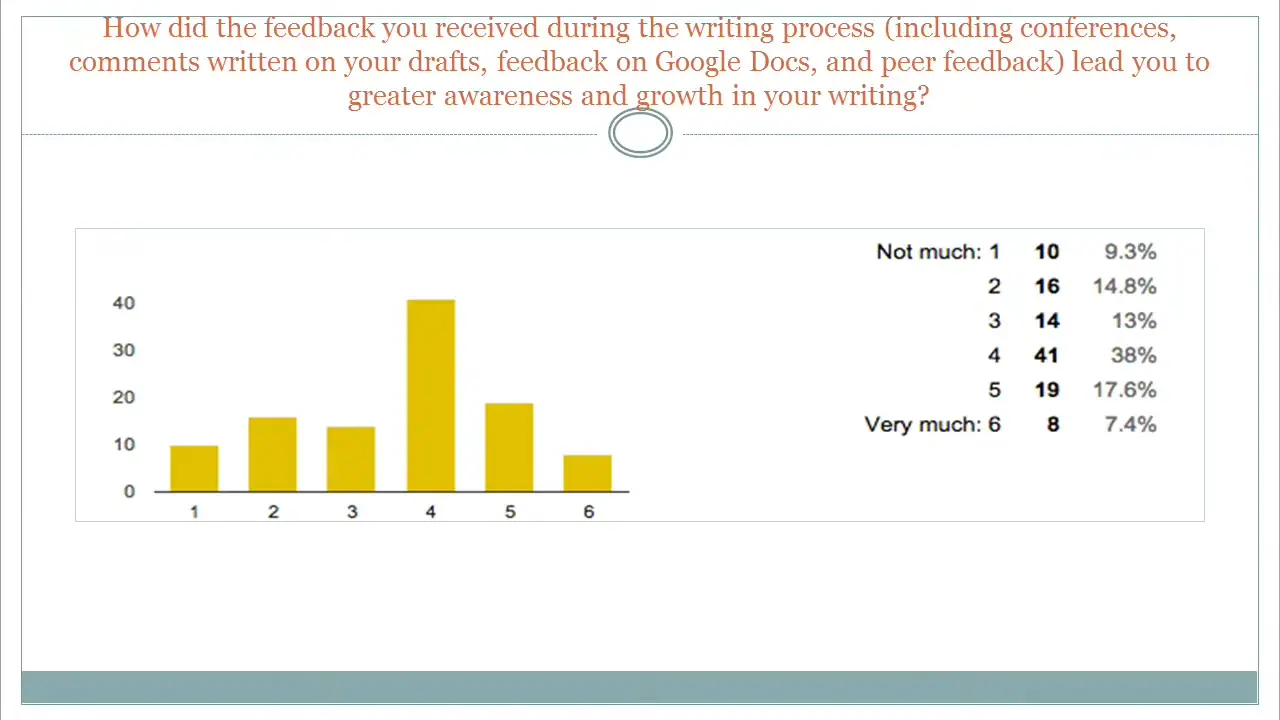 How did the feedback you received during the writing process (including conferences,
comments written on your drafts, feedback on Google Docs, and peer feedback) lead you to
greater awareness and growth in your writing?
40
30
20
10
0
1 2 3 4 5 6
Not much: 1 10 9.3%
2 16 14.8%
3 14 13%
4 41 38%
5 19 17.6%
Very much: 6 8 7.4%